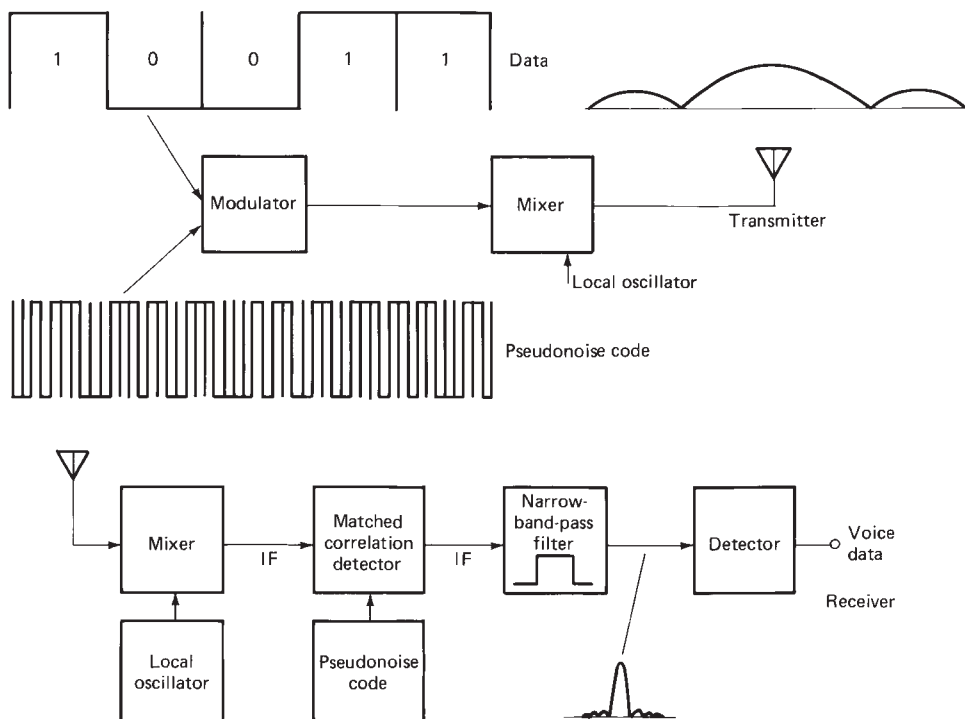 1 0 0 1 1 Data
Modulator
Mixer
Transmitter
Local oscillator
Pseudonoise code
Mixer
IF
Matched
correlation
detector
IF
Narrow-
band-pass
filter
Detector
Voice
data
Receiver
Local
oscillator
Pseudonoise
code